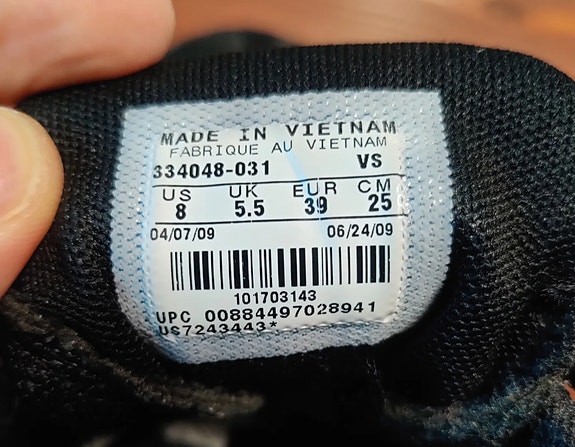 MADE IN VIETNAM
FABRIQUE AU VIETNAM
334048-031 VS
US UK EUR CM
8 5.5 39 25
04/07/09 06/24/09
101703143
UPC 00884497028941
US7243443*